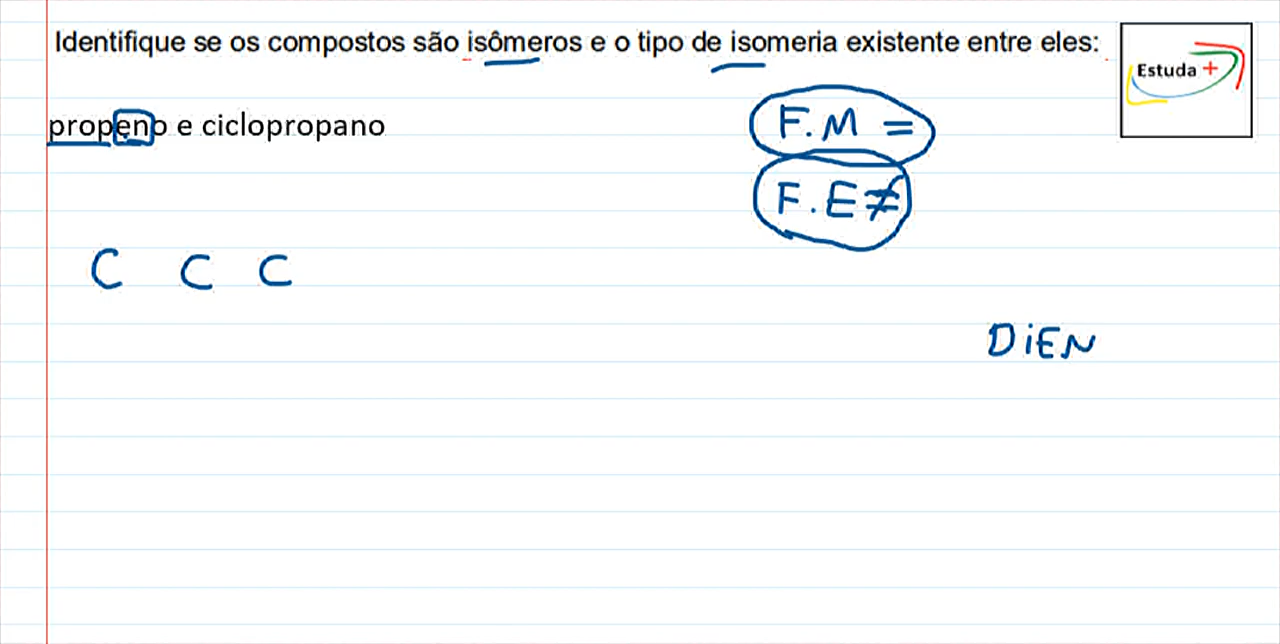 Identifique se os compostos são isômeros e o tipo de isomeria existente entre eles:
Estuda +
propeno e ciclopropano
F.M =
F.E ≠
C C C
DiEN